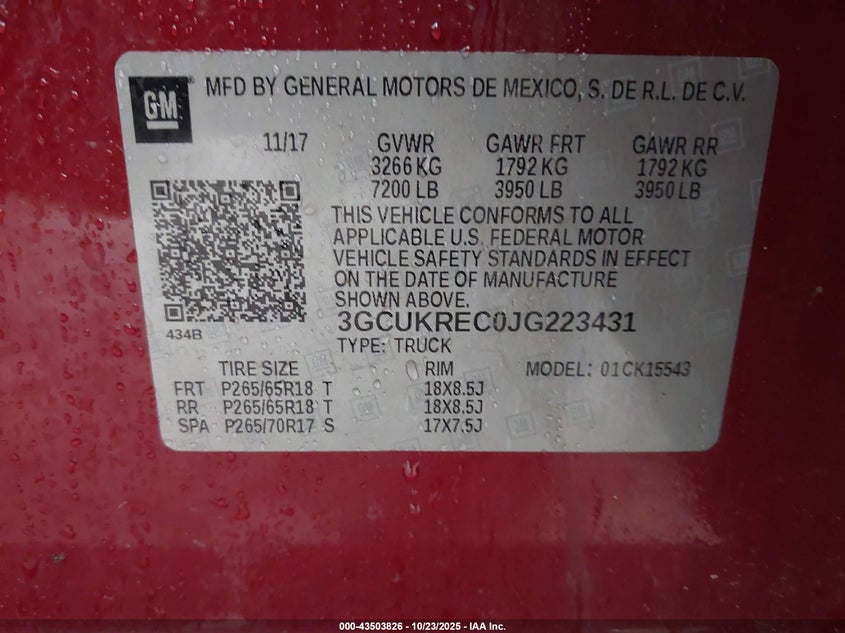 GM
MFD BY GENERAL MOTORS DE MEXICO, S. DE R.L. DE C.V.
11/17 GVWR GAWR FRT GAWR RR
3266 KG 1792 KG 1792 KG
7200 LB 3950 LB 3950 LB
THIS VEHICLE CONFORMS TO ALL
APPLICABLE U.S. FEDERAL MOTOR
VEHICLE SAFETY STANDARDS IN EFFECT
ON THE DATE OF MANUFACTURE
SHOWN ABOVE.
434B
3GCUKREC0JG223431
TYPE: TRUCK
TIRE SIZE RIM MODEL: 01CK15543
FRT P265/65R18 T 18X8.5J
RR P265/65R18 T 18X8.5J
SPA P265/70R17 S 17X7.5J
000-43503826 - 10/23/2025 - IAA Inc.